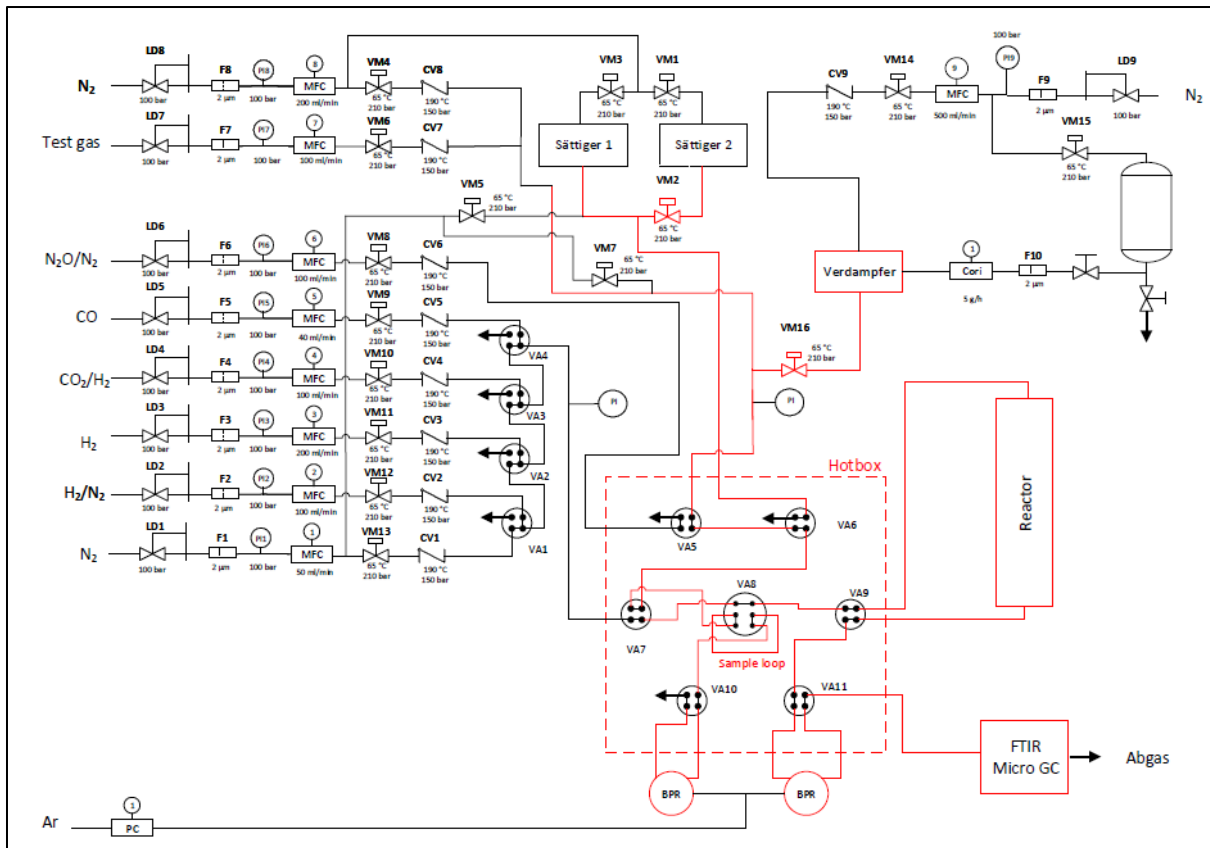 LD8
F8
PI8
8
VM4
CV8
N₂
MFC
100 bar
2 µm
100 bar
200 ml/min
65 °C
210 bar
190 °C
150 bar
LD7
F7
PI7
7
VM6
CV7
Test gas
MFC
100 bar
2 µm
100 bar
100 ml/min
65 °C
210 bar
190 °C
150 bar
VM3
VM1
65 °C
210 bar
65 °C
210 bar
Sättiger 1
Sättiger 2
VM5
65 °C
210 bar
VM2
65 °C
210 bar
VM7
65 °C
210 bar
CV9
190 °C
150 bar
VM14
65 °C
210 bar
9
MFC
500 ml/min
100 bar
PI9
F9
2 µm
LD9
100 bar
N₂
VM15
65 °C
210 bar
Verdampfer
1
Cori
5 g/h
F10
2 µm
VM16
65 °C
210 bar
LD6
F6
PI6
6
VM8
CV6
N₂O/N₂
MFC
100 bar
2 µm
100 bar
100 ml/min
65 °C
210 bar
190 °C
150 bar
LD5
F5
PI5
5
VM9
CV5
CO
MFC
100 bar
2 µm
100 bar
40 ml/min
65 °C
210 bar
190 °C
150 bar
VA4
LD4
F4
PI4
4
VM10
CV4
CO₂/H₂
MFC
100 bar
2 µm
100 bar
100 ml/min
65 °C
210 bar
190 °C
150 bar
VA3
PI
PI
LD3
F3
PI3
3
VM11
CV3
H₂
MFC
100 bar
2 µm
100 bar
200 ml/min
65 °C
210 bar
190 °C
150 bar
VA2
LD2
F2
PI2
2
VM12
CV2
H₂/N₂
MFC
100 bar
2 µm
100 bar
100 ml/min
65 °C
210 bar
190 °C
150 bar
VA1
LD1
F1
PI1
1
VM13
CV1
N₂
MFC
100 bar
2 µm
100 bar
50 ml/min
65 °C
210 bar
190 °C
150 bar
Hotbox
VA5
VA6
VA7
VA8
VA9
Sample loop
VA10
VA11
Reactor
FTIR
Micro GC
Abgas
BPR
BPR
Ar
1
PC